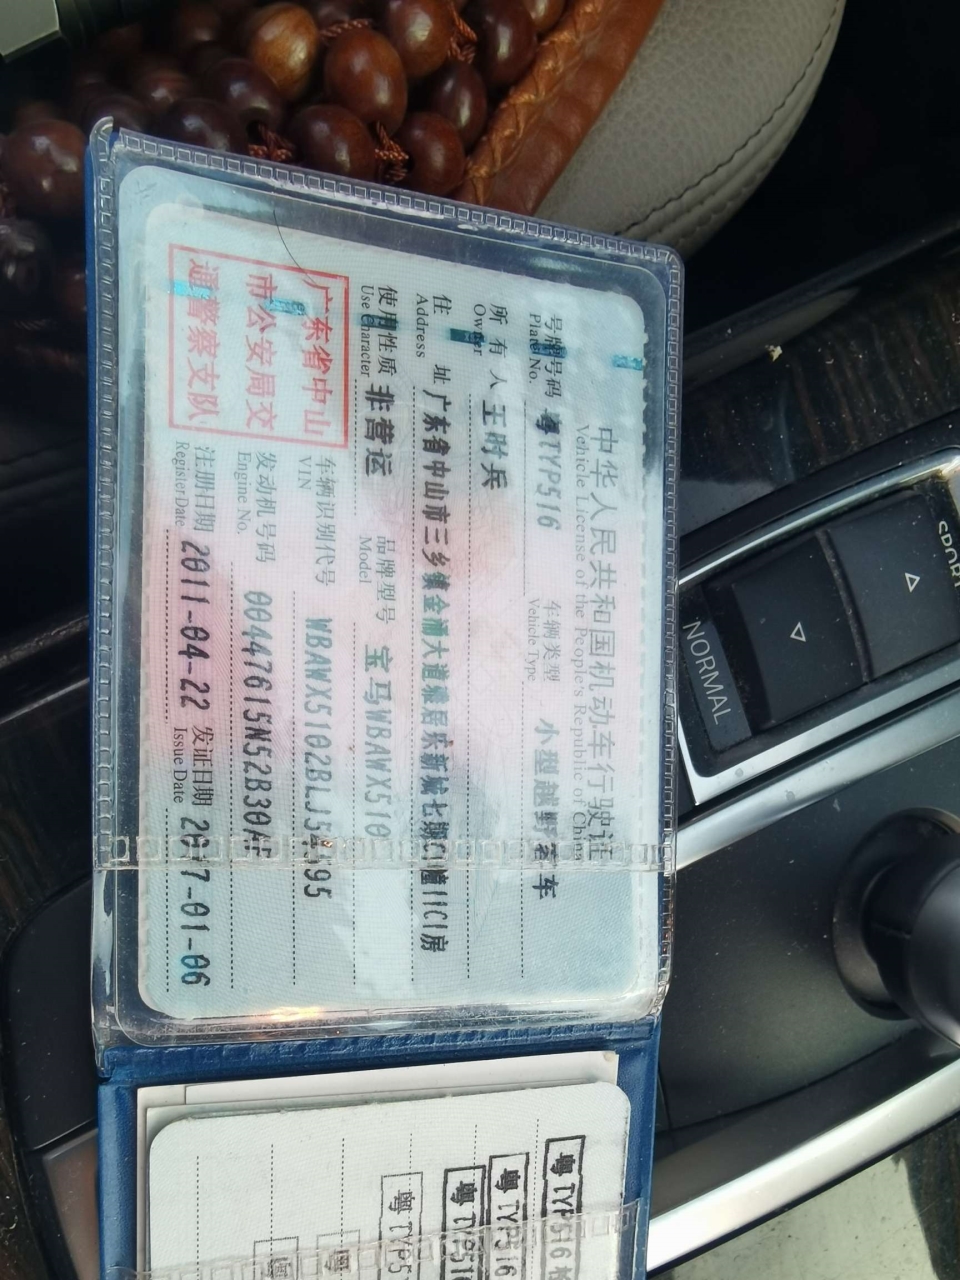 中华人民共和国机动车行驶证
Vehicle License of the People's Republic of China
号牌号码 粤TYP516 车辆类型 小型越野客车
Plate No. Vehicle Type
所有人 王时兵
Owner
住址 广东省中山市三乡镇金涌大道雅居乐新城七期 幢11C1房
Address
使用性质 非营运 品牌型号 宝马WBAWX510
Use Character Model
广东省中山
市公安局交
通警察支队
车辆识别代号
VIN
发动机号码 00447615N52B30AF
Engine No.
注册日期 2011-04-22 发证日期 2017-01-06
Register Date Issue Date
粤TYP516
粤TYP516
粤TYP516
粤TYP5
SPORT
NORMAL